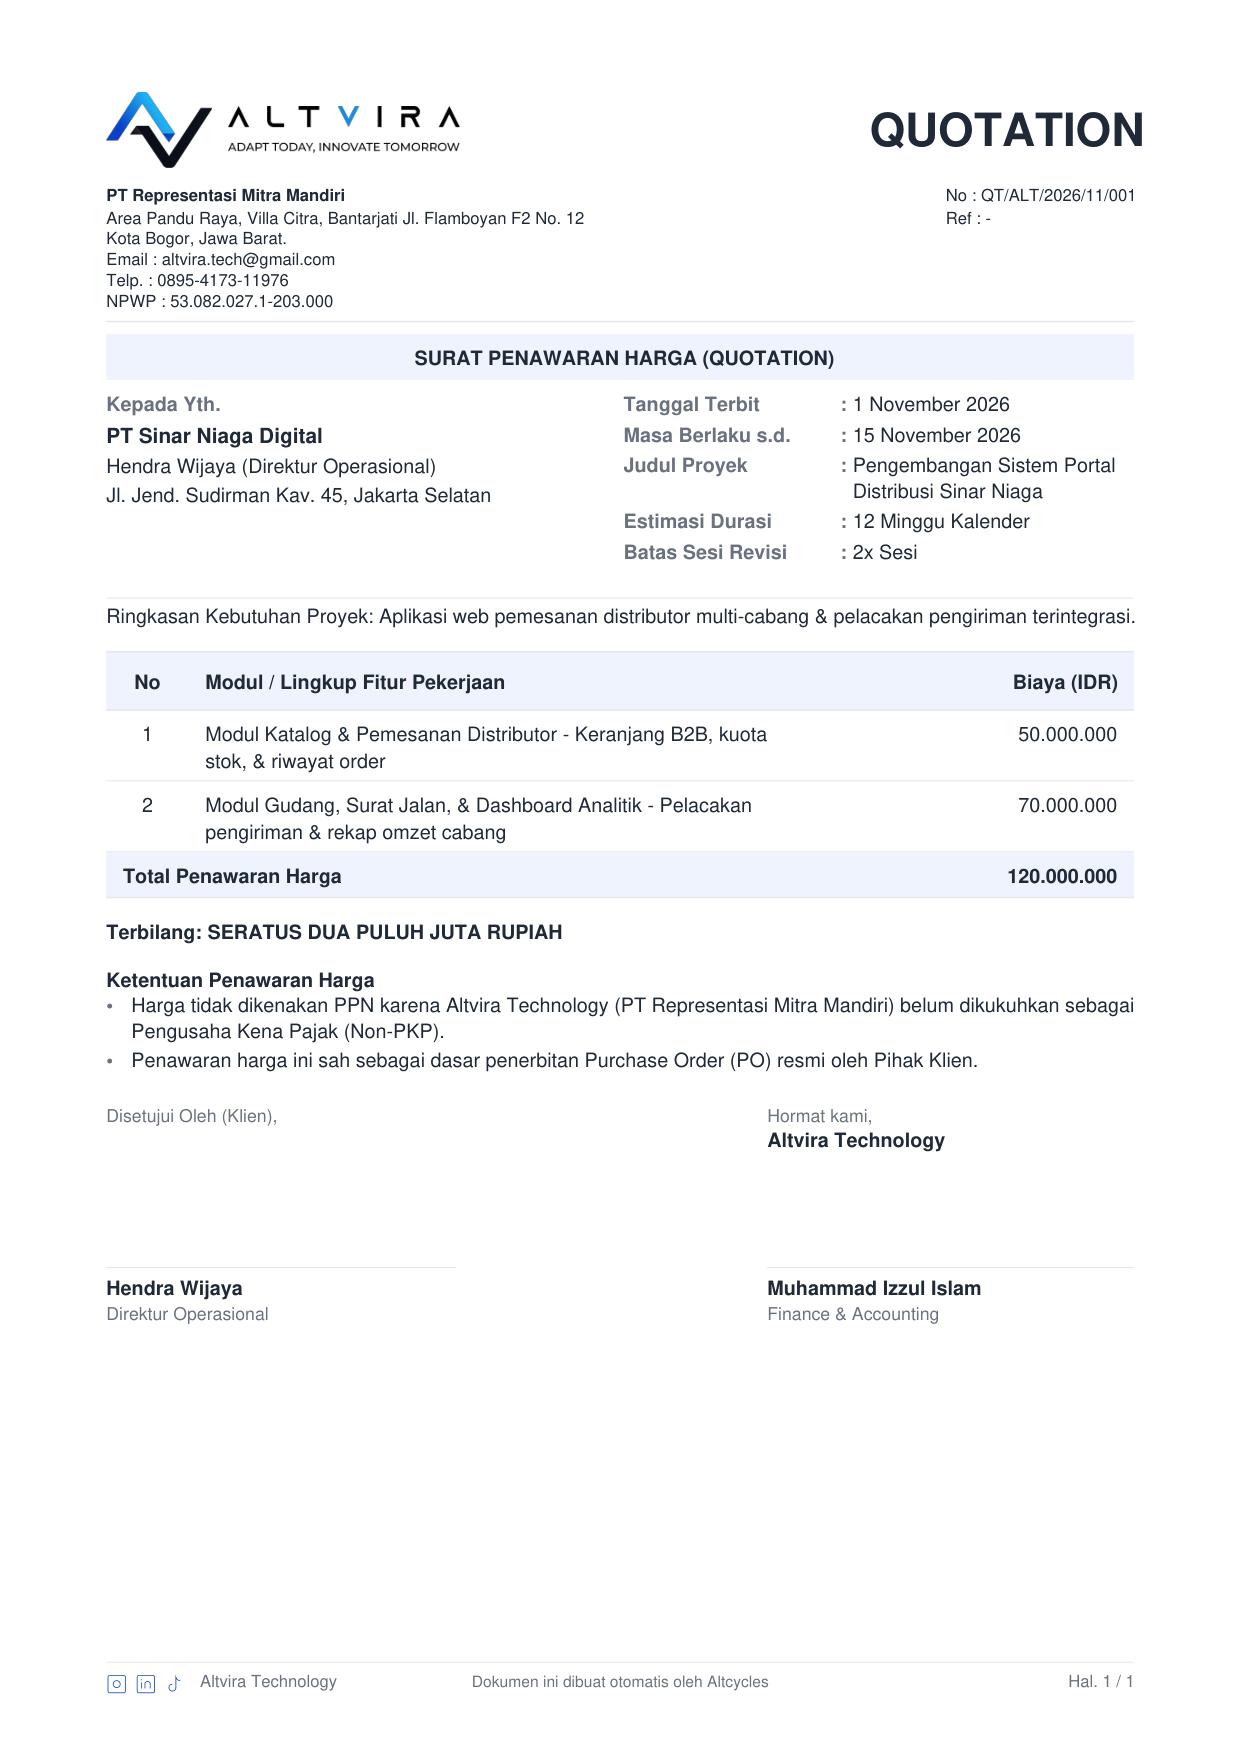 ALTVIRA
ADAPT TODAY, INNOVATE TOMORROW
QUOTATION
PT Representasi Mitra Mandiri
Area Pandu Raya, Villa Citra, Bantarjati Jl. Flamboyan F2 No. 12
Kota Bogor, Jawa Barat.
Email : altvira.tech@gmail.com
Telp. : 0895-4173-11976
NPWP : 53.082.027.1-203.000
No : QT/ALT/2026/11/001
Ref : -
SURAT PENAWARAN HARGA (QUOTATION)
Kepada Yth.
PT Sinar Niaga Digital
Hendra Wijaya (Direktur Operasional)
Jl. Jend. Sudirman Kav. 45, Jakarta Selatan
Tanggal Terbit : 1 November 2026
Masa Berlaku s.d. : 15 November 2026
Judul Proyek : Pengembangan Sistem Portal
Distribusi Sinar Niaga
Estimasi Durasi : 12 Minggu Kalender
Batas Sesi Revisi : 2x Sesi
Ringkasan Kebutuhan Proyek: Aplikasi web pemesanan distributor multi-cabang & pelacakan pengiriman terintegrasi.
No Modul / Lingkup Fitur Pekerjaan Biaya (IDR)
1 Modul Katalog & Pemesanan Distributor - Keranjang B2B, kuota 50.000.000
stok, & riwayat order
2 Modul Gudang, Surat Jalan, & Dashboard Analitik - Pelacakan 70.000.000
pengiriman & rekap omzet cabang
Total Penawaran Harga 120.000.000
Terbilang: SERATUS DUA PULUH JUTA RUPIAH
Ketentuan Penawaran Harga
• Harga tidak dikenakan PPN karena Altvira Technology (PT Representasi Mitra Mandiri) belum dikukuhkan sebagai
Pengusaha Kena Pajak (Non-PKP).
• Penawaran harga ini sah sebagai dasar penerbitan Purchase Order (PO) resmi oleh Pihak Klien.
Disetujui Oleh (Klien),
Hendra Wijaya
Direktur Operasional
Hormat kami,
Altvira Technology
Muhammad Izzul Islam
Finance & Accounting
in Altvira Technology Dokumen ini dibuat otomatis oleh Altcycles Hal. 1 / 1